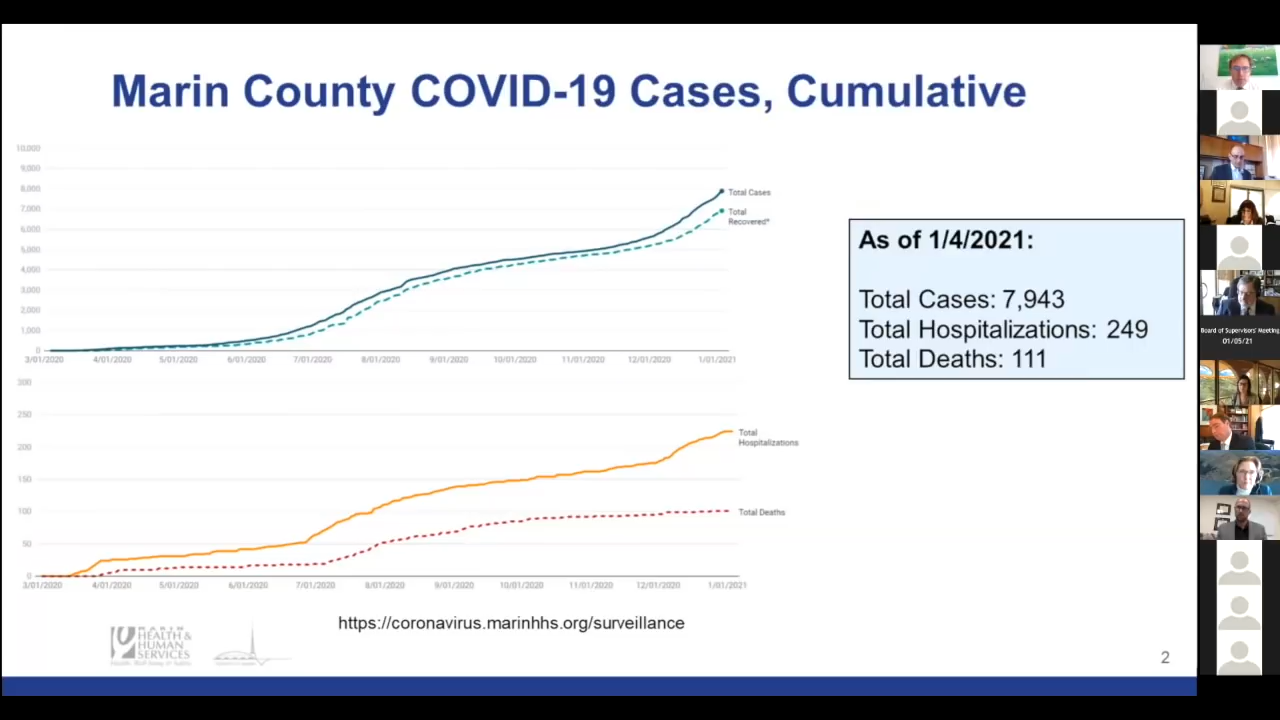 Marin County COVID-19 Cases, Cumulative
10,000
9,000
8,000
7,000
6,000
5,000
4,000
3,000
2,000
1,000
0
Total Cases
Total
Recovered*
3/01/2020 4/01/2020 5/01/2020 6/01/2020 7/01/2020 8/01/2020 9/01/2020 10/01/2020 11/01/2020 12/01/2020 1/01/2021
300
250
200
150
100
50
0
Total
Hospitalizations
Total Deaths
3/01/2020 4/01/2020 5/01/2020 6/01/2020 7/01/2020 8/01/2020 9/01/2020 10/01/2020 11/01/2020 12/01/2020 1/01/2021
As of 1/4/2021:
Total Cases: 7,943
Total Hospitalizations: 249
Total Deaths: 111
https://coronavirus.marinhhs.org/surveillance
MARIN
HEALTH &
HUMAN
SERVICES
2
Board of Supervisors' Meeting
01/05/21